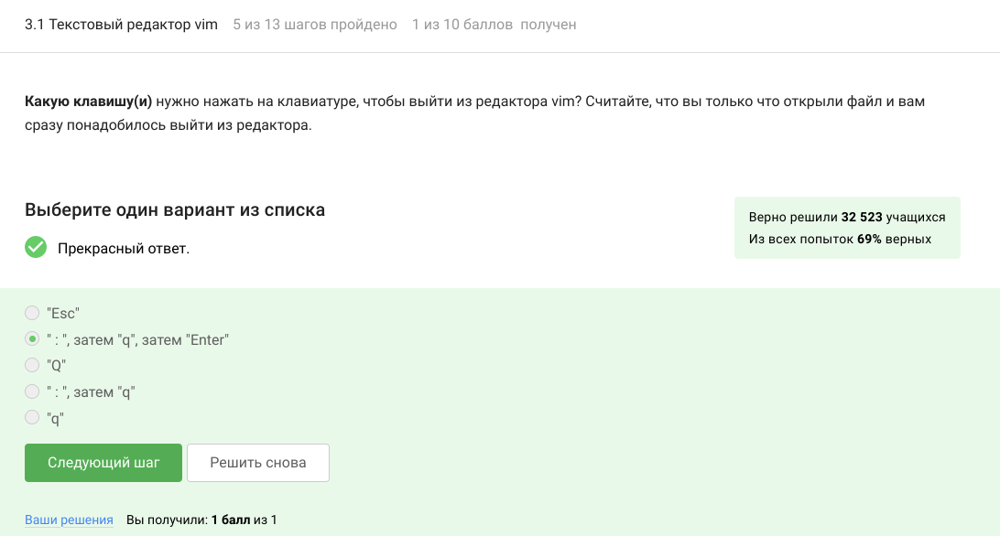 3.1 Текстовый редактор vim 5 из 13 шагов пройдено 1 из 10 баллов получен
Какую клавишу(и) нужно нажать на клавиатуре, чтобы выйти из редактора vim? Считайте, что вы только что открыли файл и вам
сразу понадобилось выйти из редактора.
Выберите один вариант из списка
Прекрасный ответ.
Верно решили 32 523 учащихся
Из всех попыток 69% верных
"Esc"
" : ", затем "q", затем "Enter"
"Q"
" : ", затем "q"
"q"
Следующий шаг Решить снова
Ваши решения Вы получили: 1 балл из 1